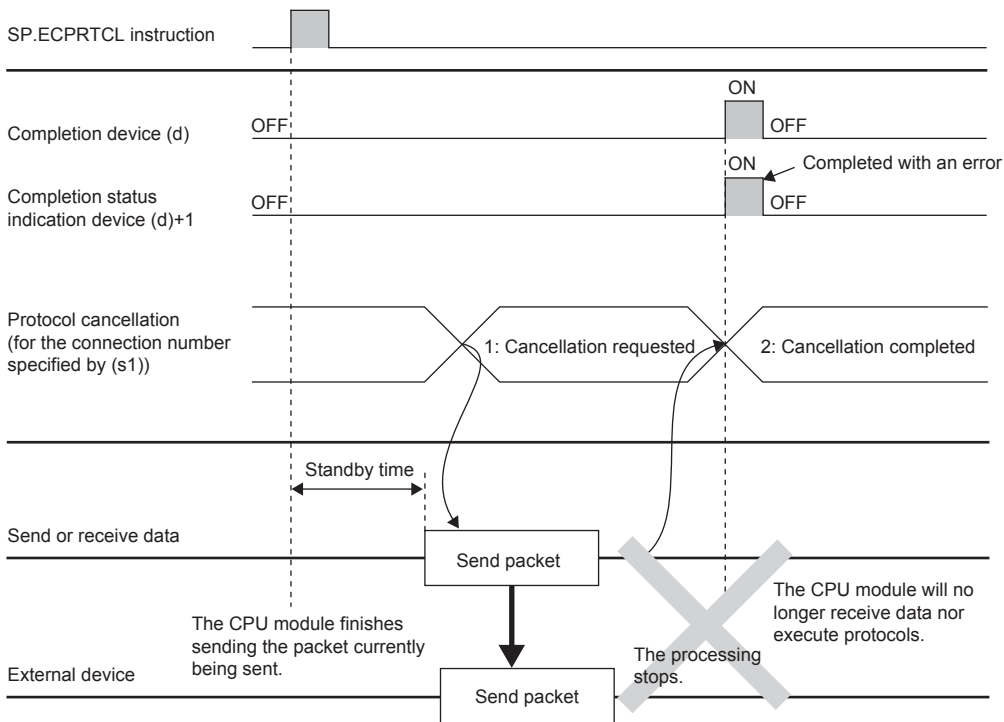 SP.ECPRTCL instruction
ON
Completion device (d)
OFF
OFF
ON
Completed with an error
Completion status
indication device (d)+1
OFF
OFF
Protocol cancellation
(for the connection number
specified by (s1))
1: Cancellation requested
2: Cancellation completed
Standby time
Send or receive data
Send packet
The CPU module will no
longer receive data nor
execute protocols.
The CPU module finishes
sending the packet currently
being sent.
The processing
stops.
External device
Send packet